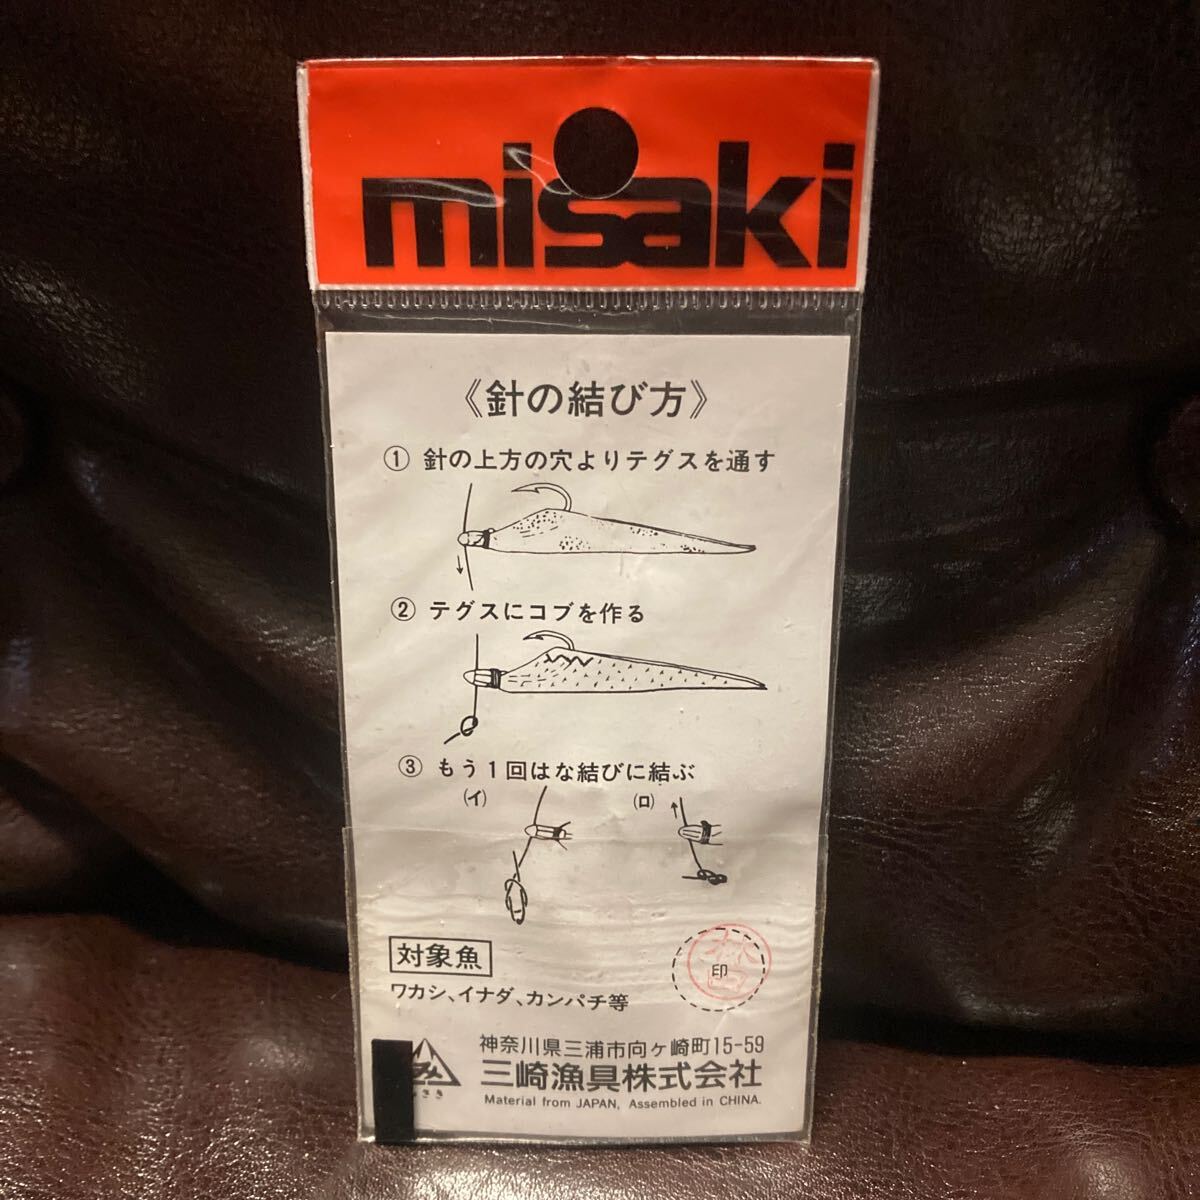 misaki
《針の結び方》
① 針の上方の穴よりテグスを通す
② テグスにコブを作る
③ もう1回はな結びに結ぶ
(イ) (ロ)
対象魚
ワカシ、イナダ、カンパチ等
印
神奈川県三浦市向ヶ崎町15-59
三崎漁具株式会社
さき
Material from JAPAN, Assembled in CHINA.